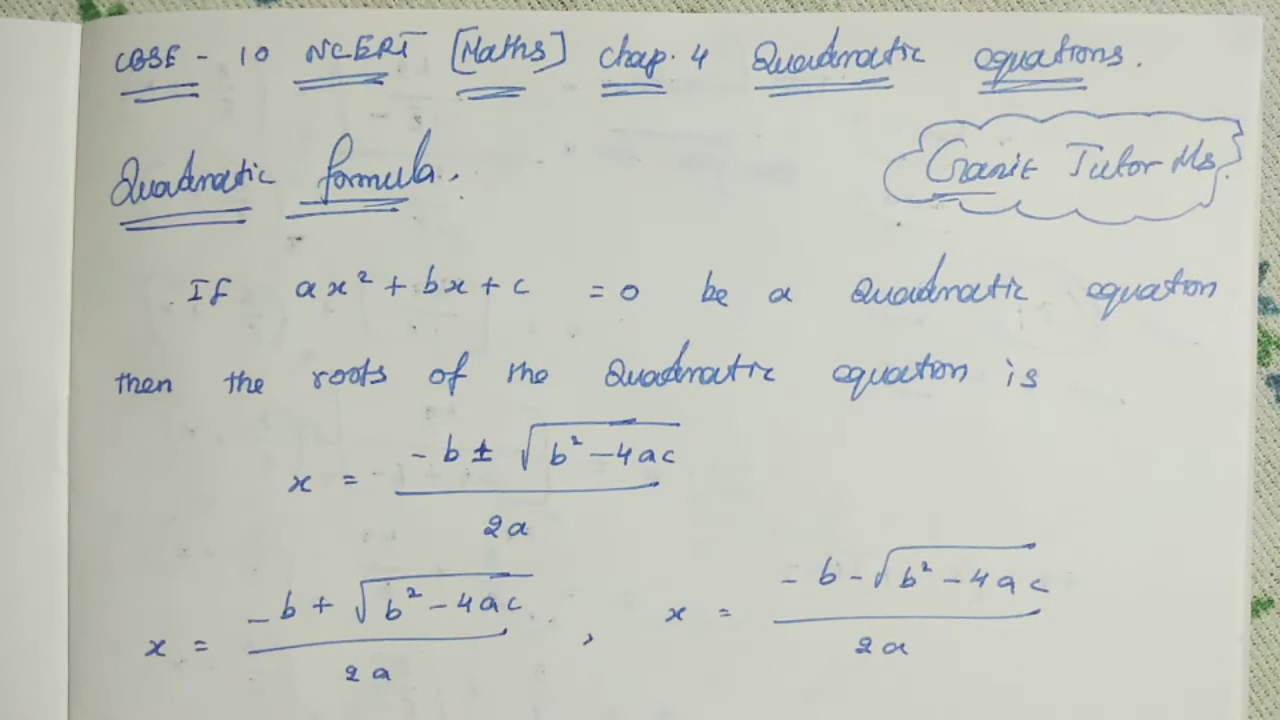 CBSE - 10 NCERT [Maths] Chap. 4 Quadratic equations.
Quadratic formula.
Granit Tutor Ms.
If ax² + bx + c = 0 be a Quadratic equation
then the roots of the Quadratic equation is
x = (-b ± √(b² - 4ac)) / 2a
x = (-b + √(b² - 4ac)) / 2a , x = (-b - √(b² - 4ac)) / 2a